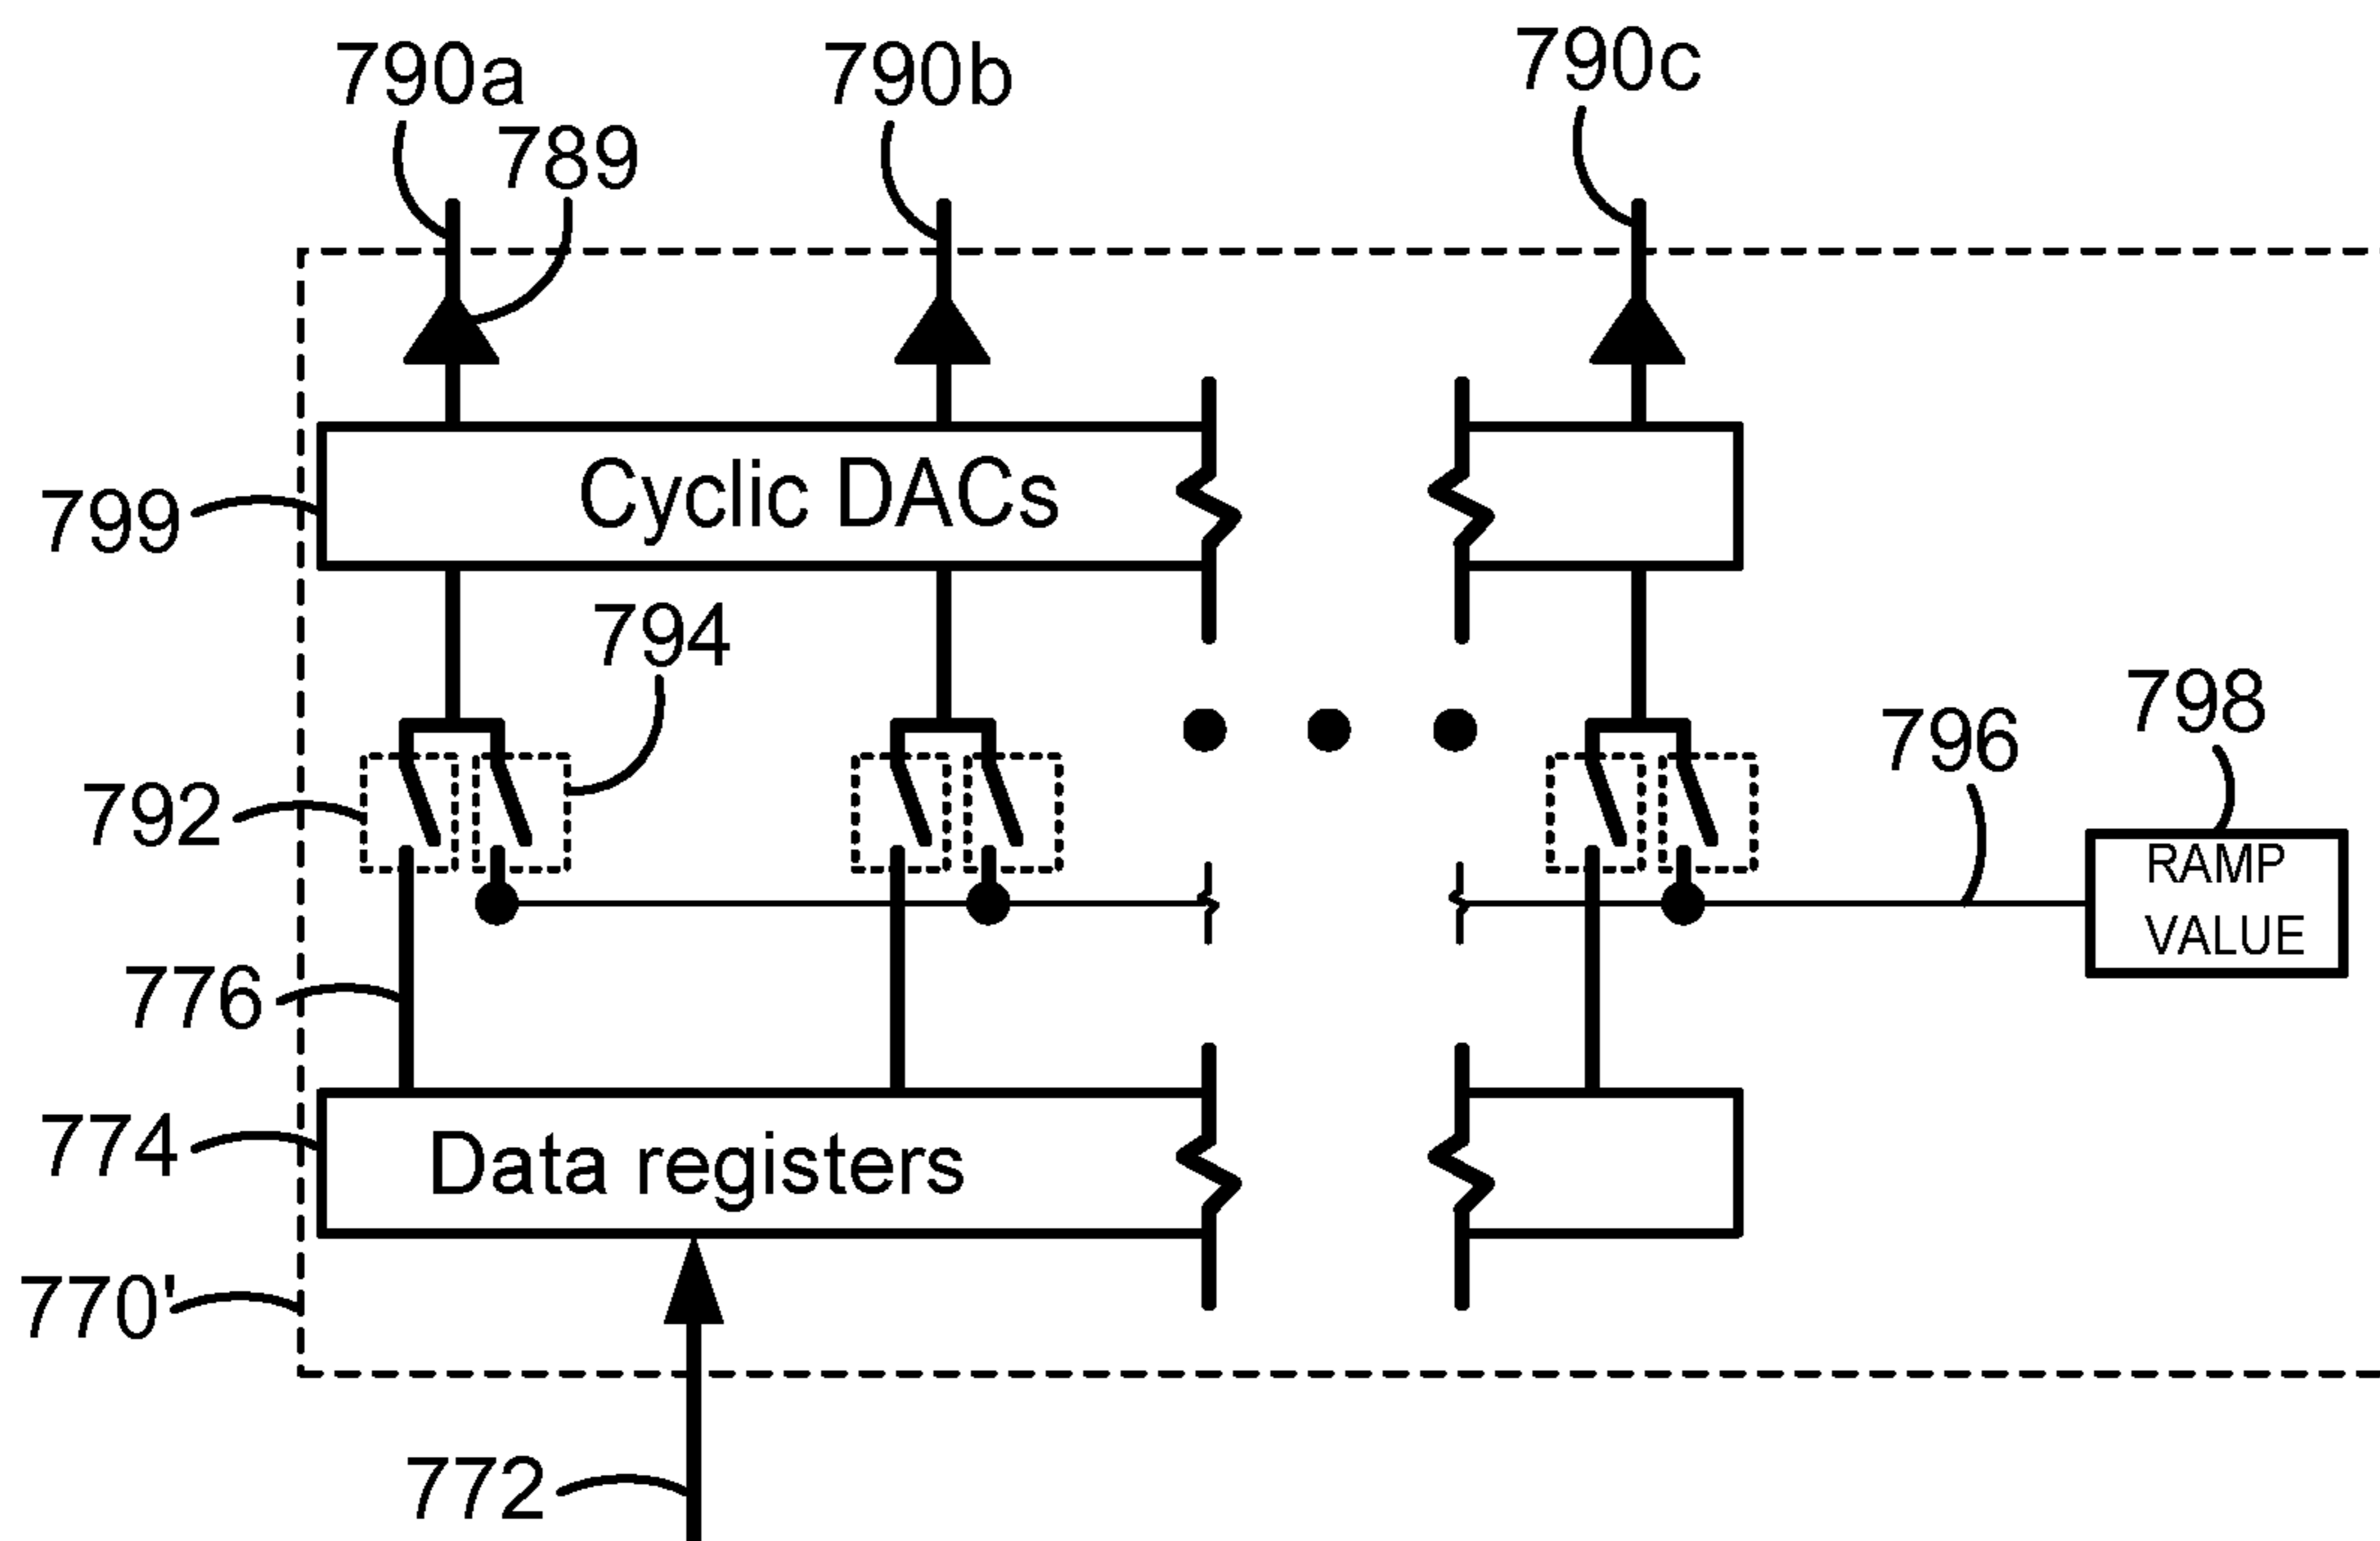 790a
790b
790c
789
Cyclic DACs
799
794
798
796
792
RAMP
VALUE
776
774
Data registers
770'
772